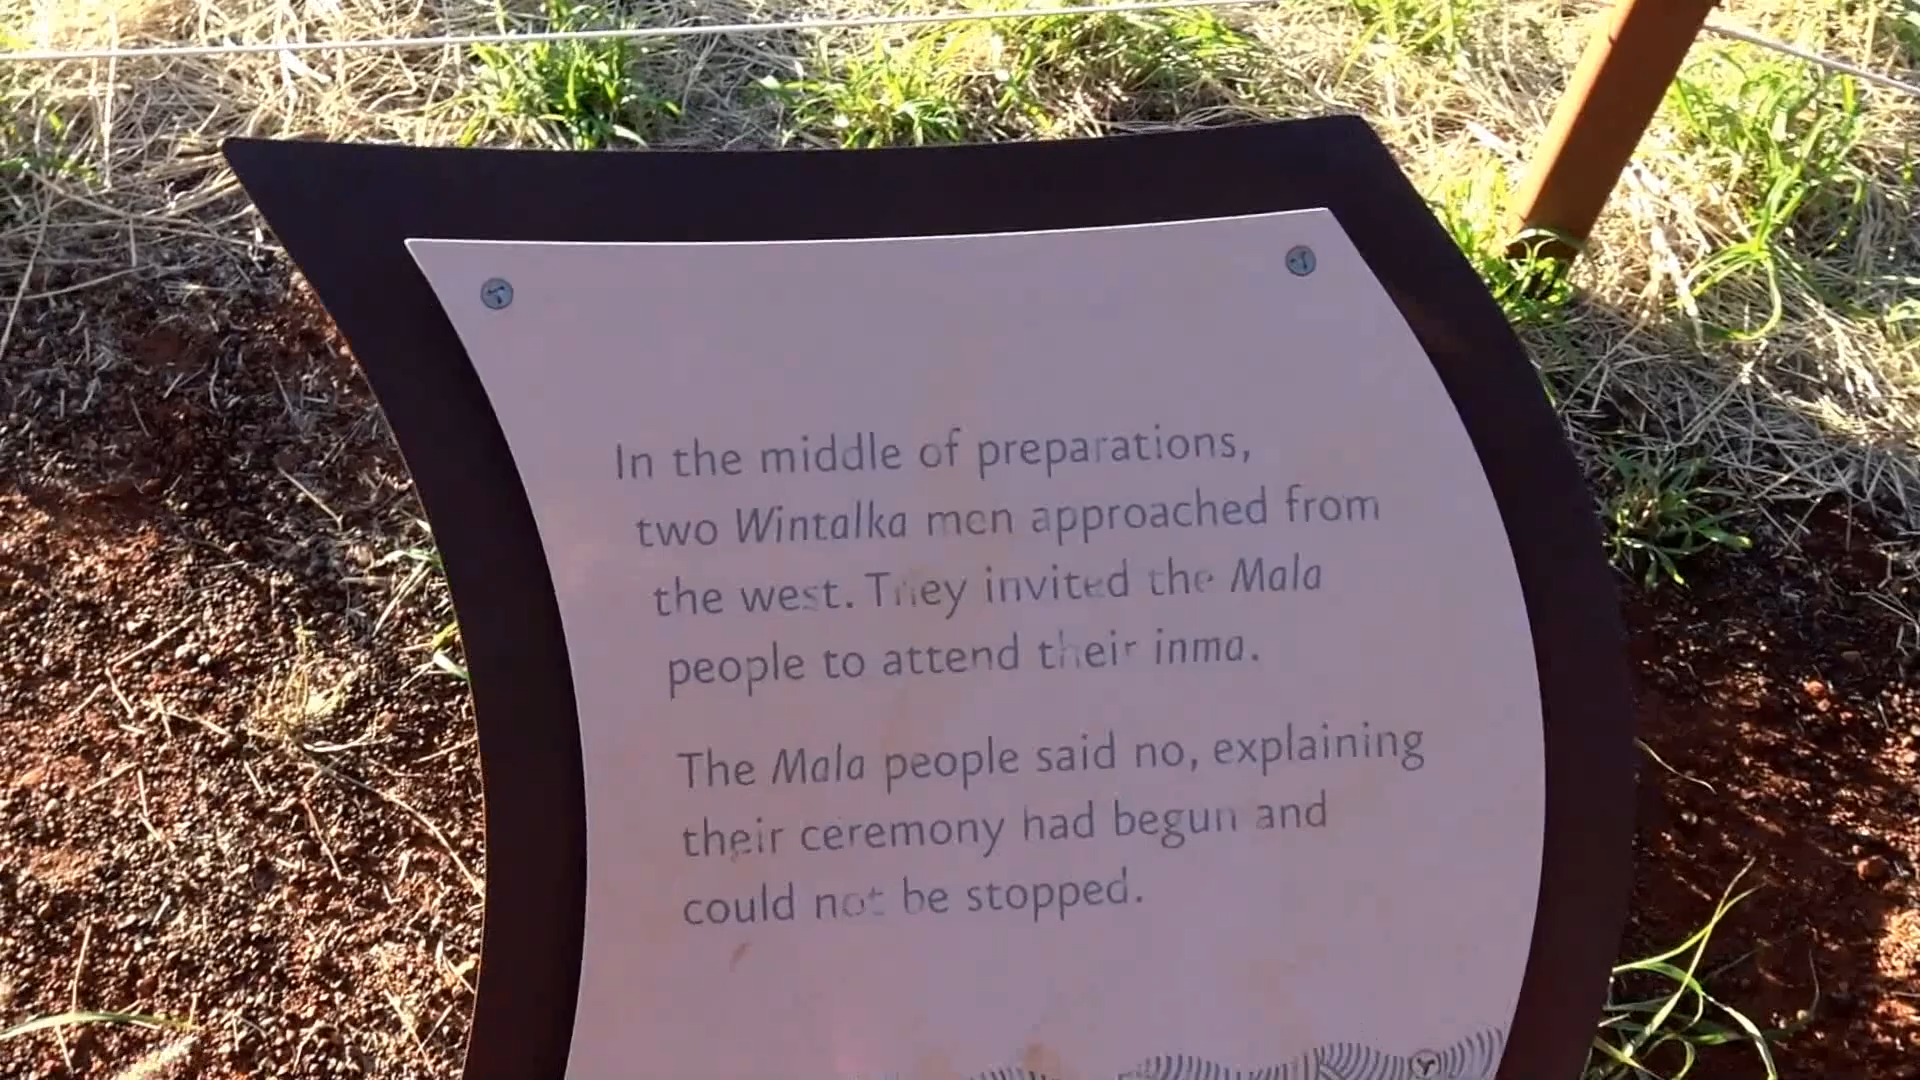 In the middle of preparations,
two Wintalka men approached from
the west. They invited the Mala
people to attend their inma.
The Mala people said no, explaining
their ceremony had begun and
could not be stopped.